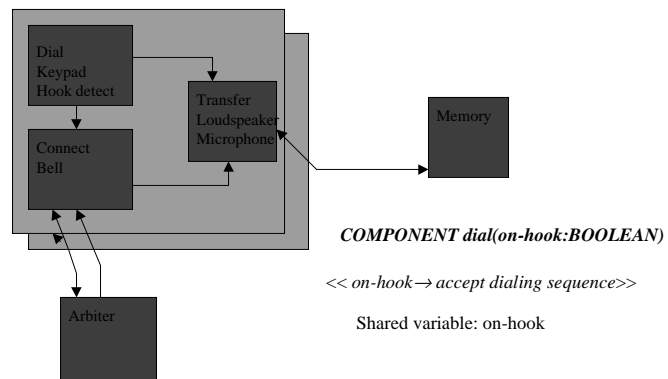 Dial
Keypad
Hook detect
Transfer
Loudspeaker
Microphone
Memory
Connect
Bell
COMPONENT dial(on-hook:BOOLEAN)
<< on-hook→ accept dialing sequence>>
Arbiter
Shared variable: on-hook